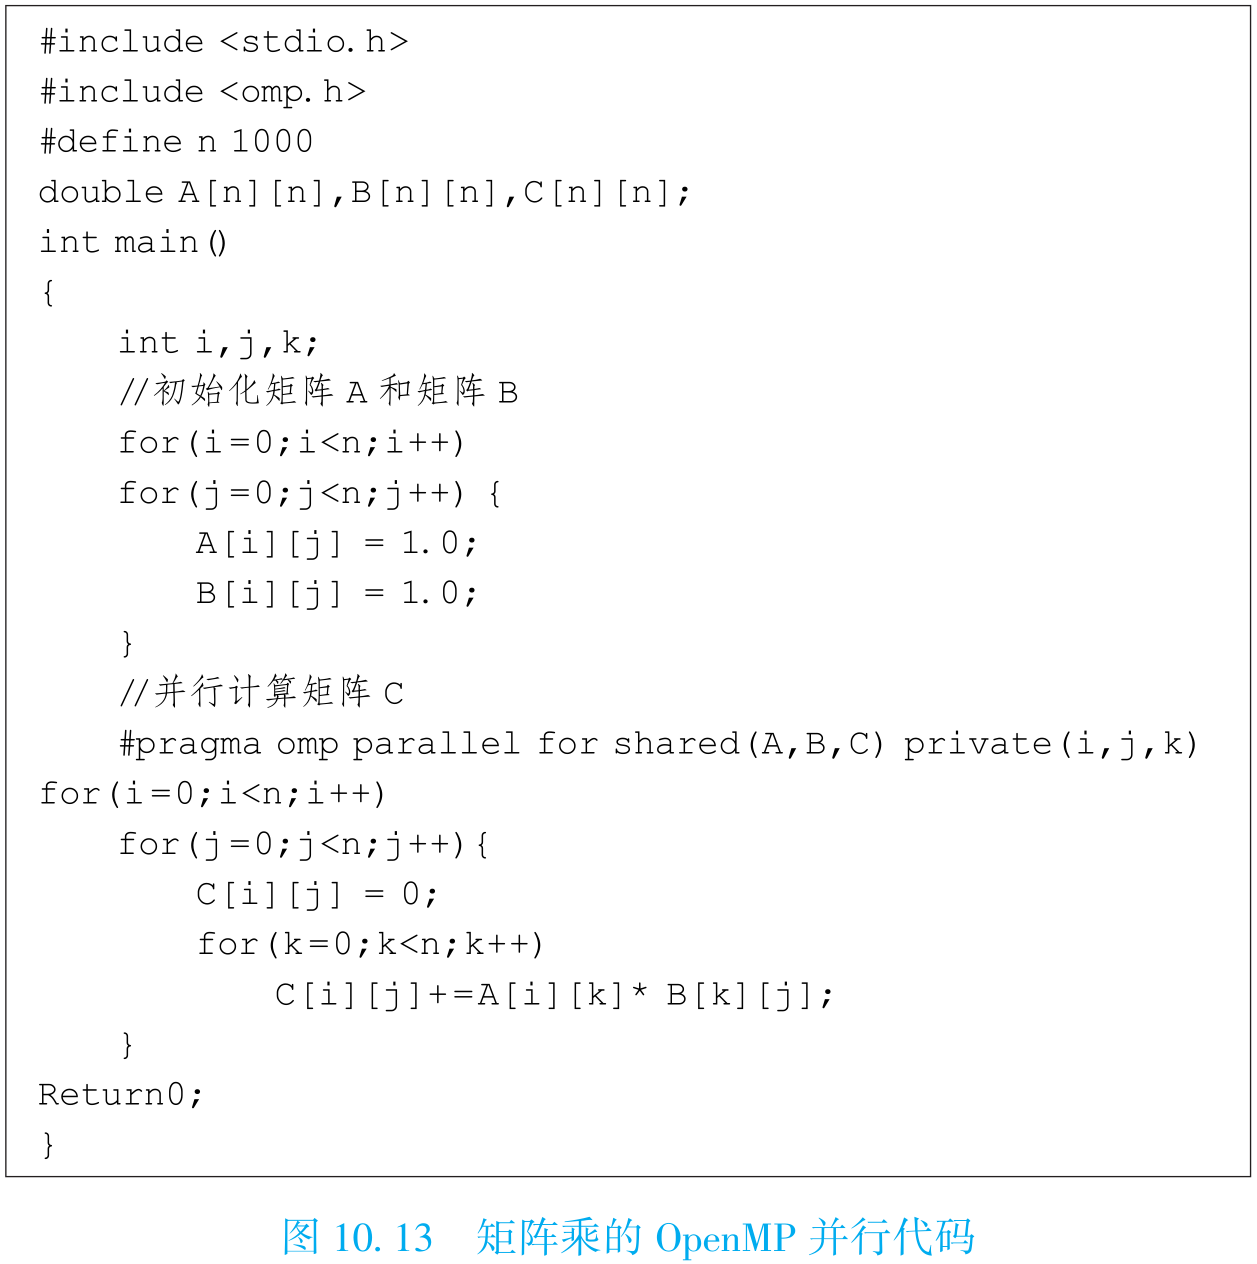 #include <stdio.h>
#include <omp.h>
#define n 1000
double A[n][n],B[n][n],C[n][n];
int main()
{
    int i,j,k;
    //初始化矩阵 A 和矩阵 B
    for(i=0;i<n;i++)
    for(j=0;j<n;j++) {
        A[i][j] = 1.0;
        B[i][j] = 1.0;
    }
    //并行计算矩阵 C
    #pragma omp parallel for shared(A,B,C) private(i,j,k)
for(i=0;i<n;i++)
    for(j=0;j<n;j++){
        C[i][j] = 0;
        for(k=0;k<n;k++)
            C[i][j]+=A[i][k]* B[k][j];
    }
Return0;
}
图 10.13 矩阵乘的 OpenMP 并行代码